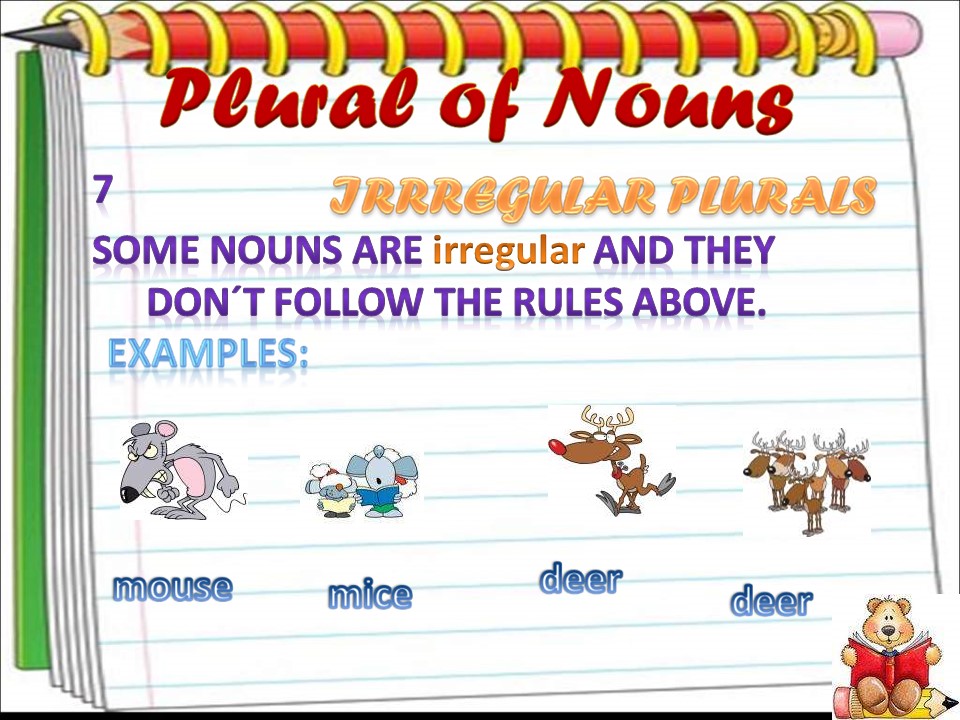 Plural of Nouns
7
IRRREGULAR PLURALS
SOME NOUNS ARE irregular AND THEY
DON´T FOLLOW THE RULES ABOVE.
EXAMPLES:
mouse
mice
deer
deer